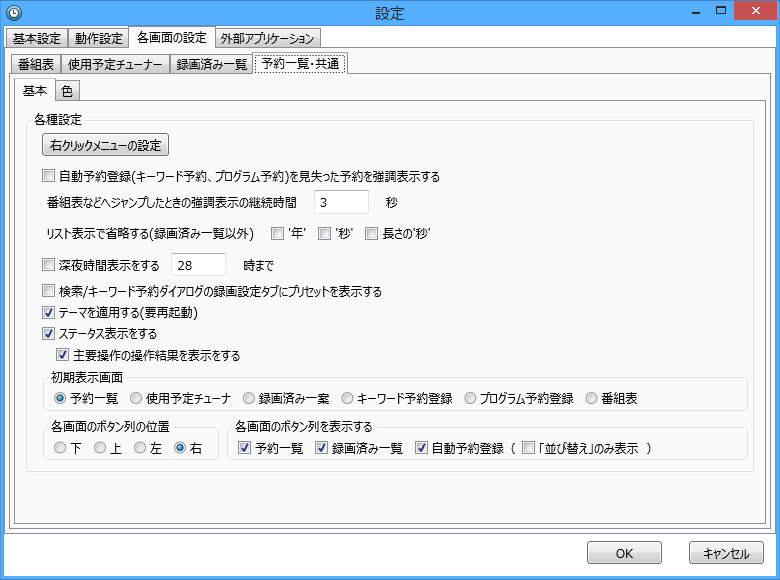 設定
基本設定 動作設定 各画面の設定 外部アプリケーション
番組表 使用予定チューナー 録画済み一覧 予約一覧・共通
基本 色
各種設定
右クリックメニューの設定
自動予約登録(キーワード予約、プログラム予約)を見失った予約を強調表示する
番組表などへジャンプしたときの強調表示の継続時間 3 秒
リスト表示で省略する(録画済み一覧以外) '年' '秒' 長さの'秒'
深夜時間表示をする 28 時まで
検索/キーワード予約ダイアログの録画設定タブにプリセットを表示する
テーマを適用する(要再起動)
ステータス表示をする
主要操作の操作結果を表示をする
初期表示画面
予約一覧 使用予定チューナ 録画済み一案 キーワード予約登録 プログラム予約登録 番組表
各画面のボタン列の位置 各画面のボタン列を表示する
下 上 左 右 予約一覧 録画済み一覧 自動予約登録 ( 「並び替え」のみ表示 )
OK キャンセル